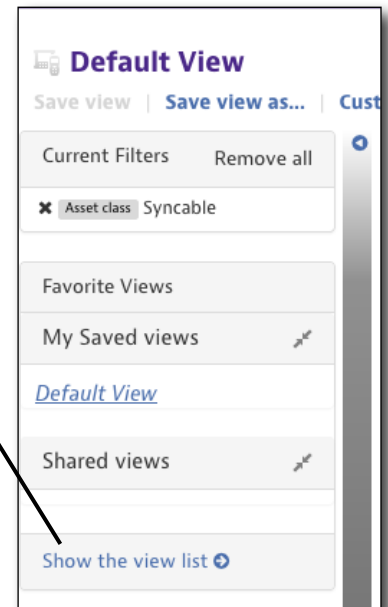 Default View
Save view | Save view as... | Cust
Current Filters Remove all
Asset class Syncable
Favorite Views
My Saved views
Default View
Shared views
Show the view list